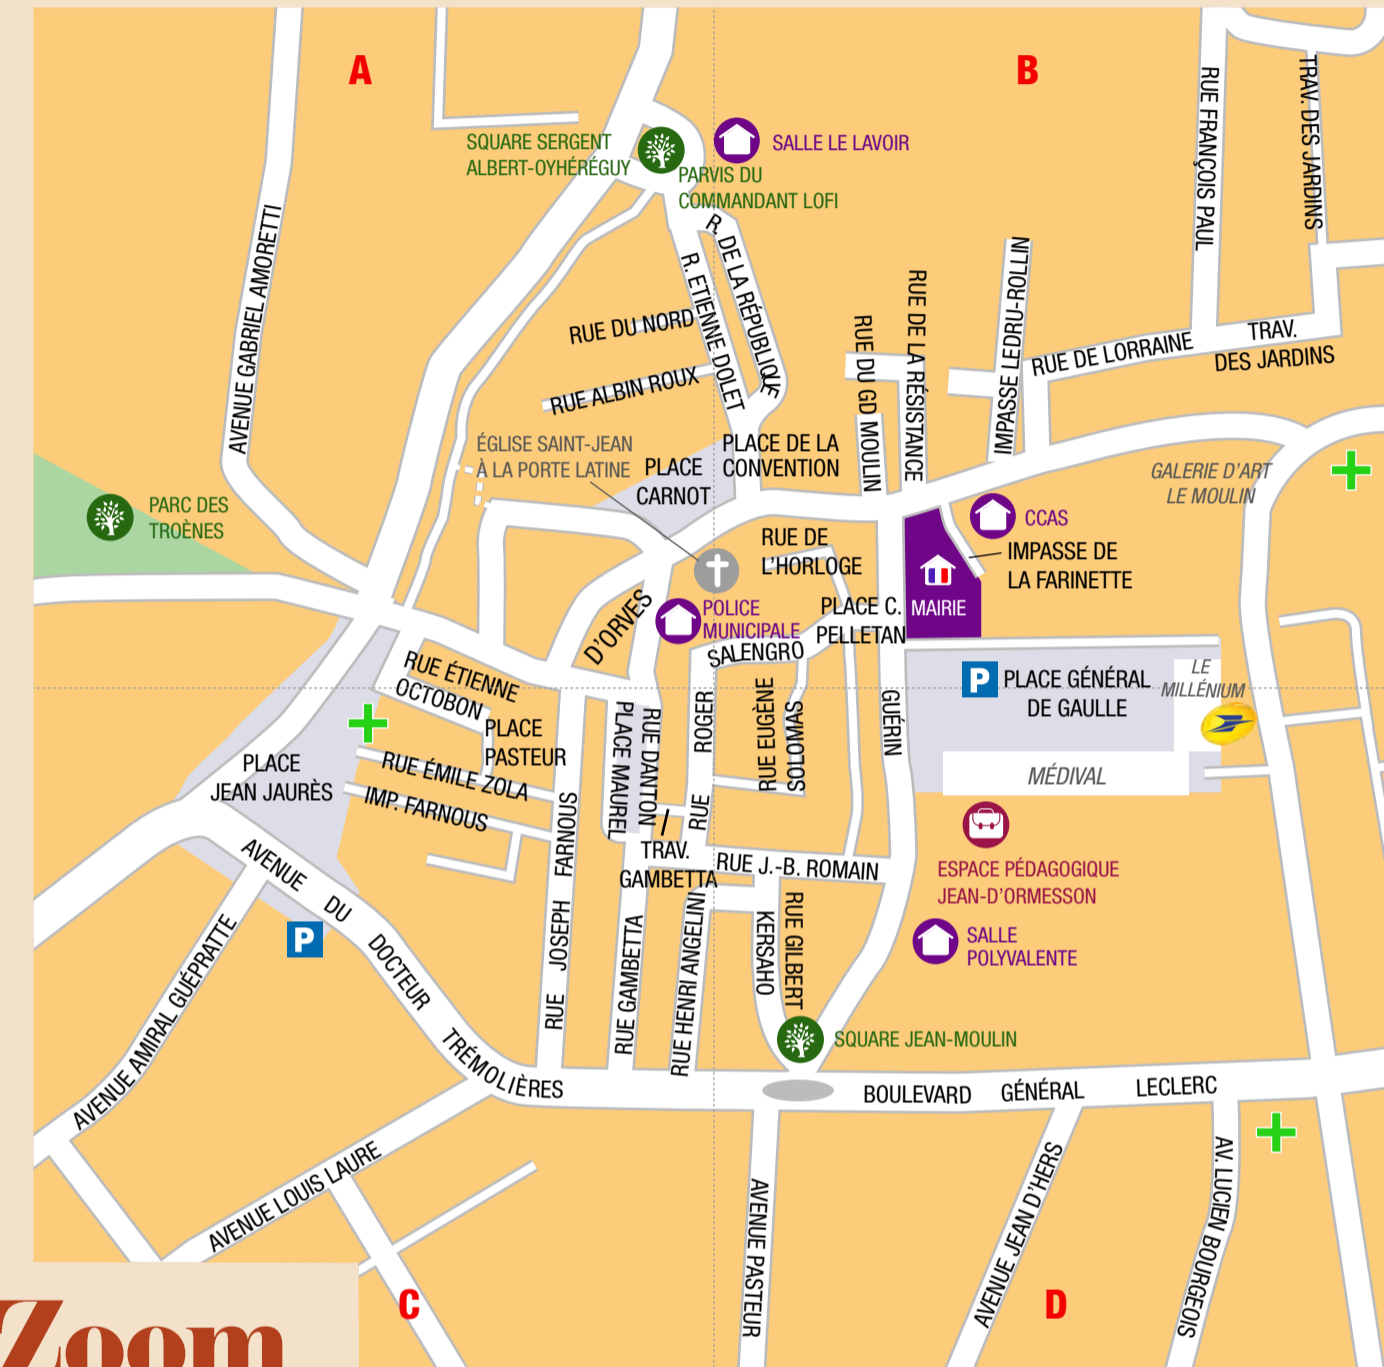 A
B
SQUARE SERGENT
ALBERT-OYHÉRÉGUY
SALLE LE LAVOIR
PARVIS DU
COMMANDANT LOFI
RUE FRANÇOIS PAUL
TRAV. DES JARDINS
AVENUE GABRIEL AMORETTI
R. DE LA RÉPUBLIQUE
R. ETIENNE DOLET
RUE DU NORD
RUE ALBIN ROUX
RUE DU GD MOULIN
RUE DE LA RÉSISTANCE
IMPASSE LEDRU-ROLLIN
RUE DE LORRAINE
TRAV.
DES JARDINS
ÉGLISE SAINT-JEAN
À LA PORTE LATINE
PLACE
CARNOT
PLACE DE LA
CONVENTION
GALERIE D'ART
LE MOULIN
PARC DES
TROÈNES
CCAS
RUE DE
L'HORLOGE
IMPASSE DE
LA FARINETTE
D'ORVES
POLICE
MUNICIPALE
PLACE C.
PELLETAN
MAIRIE
SALENGRO
RUE ÉTIENNE
OCTOBON
P
PLACE GÉNÉRAL
DE GAULLE
LE
MILLÉNIUM
PLACE
PASTEUR
PLACE MAUREL
RUE DANTON
ROGER
RUE
RUE EUGÈNE
SOLOMAS
GUÉRIN
PLACE
JEAN JAURÈS
RUE ÉMILE ZOLA
IMP. FARNOUS
MÉDIVAL
TRAV.
GAMBETTA
RUE J.-B. ROMAIN
ESPACE PÉDAGOGIQUE
JEAN-D'ORMESSON
AVENUE DU DOCTEUR TRÉMOLIÈRES
P
RUE JOSEPH FARNOUS
RUE GAMBETTA
RUE HENRI ANGELINI
KERSAHO
RUE GILBERT
SALLE
POLYVALENTE
AVENUE AMIRAL GUÉPRATTE
SQUARE JEAN-MOULIN
BOULEVARD GÉNÉRAL LECLERC
AVENUE LOUIS LAURE
AVENUE PASTEUR
AVENUE JEAN D'HERS
AV. LUCIEN BOURGEOIS
C
D
Zoom